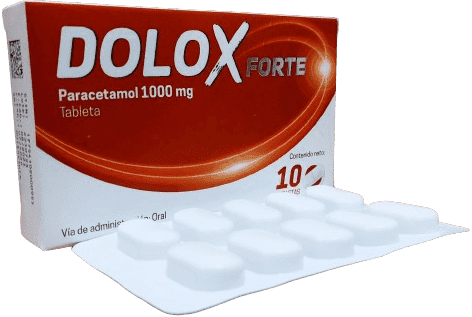 DOLOX FORTE
Paracetamol 1000 mg
Tableta
Contenido neto:
10
Vía de administración: Oral